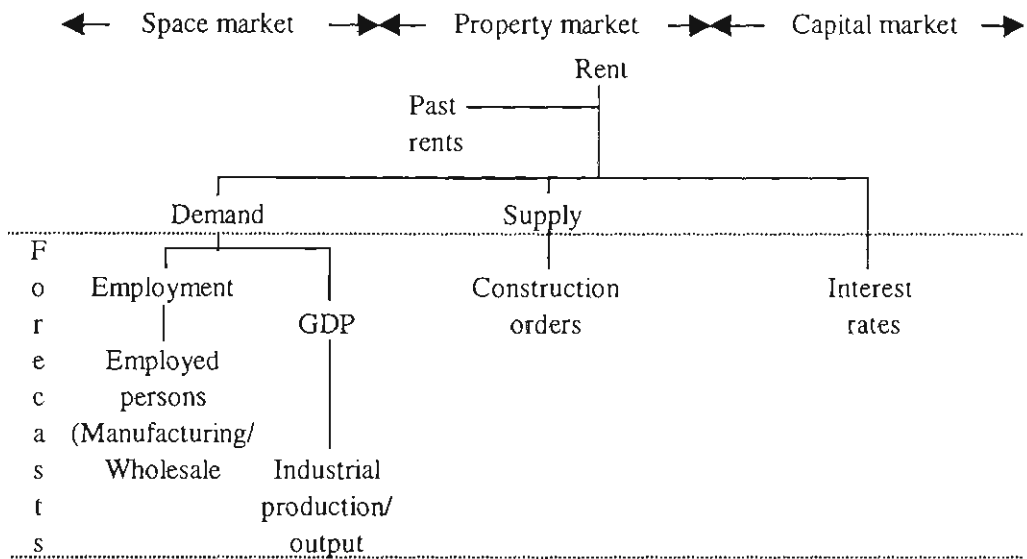 Space market Property market Capital market
Rent
Past
rents
Demand Supply
Forecasts
Employment
GDP
Construction
orders
Interest
rates
Employed
persons
(Manufacturing/
Wholesale
Industrial
production/
output